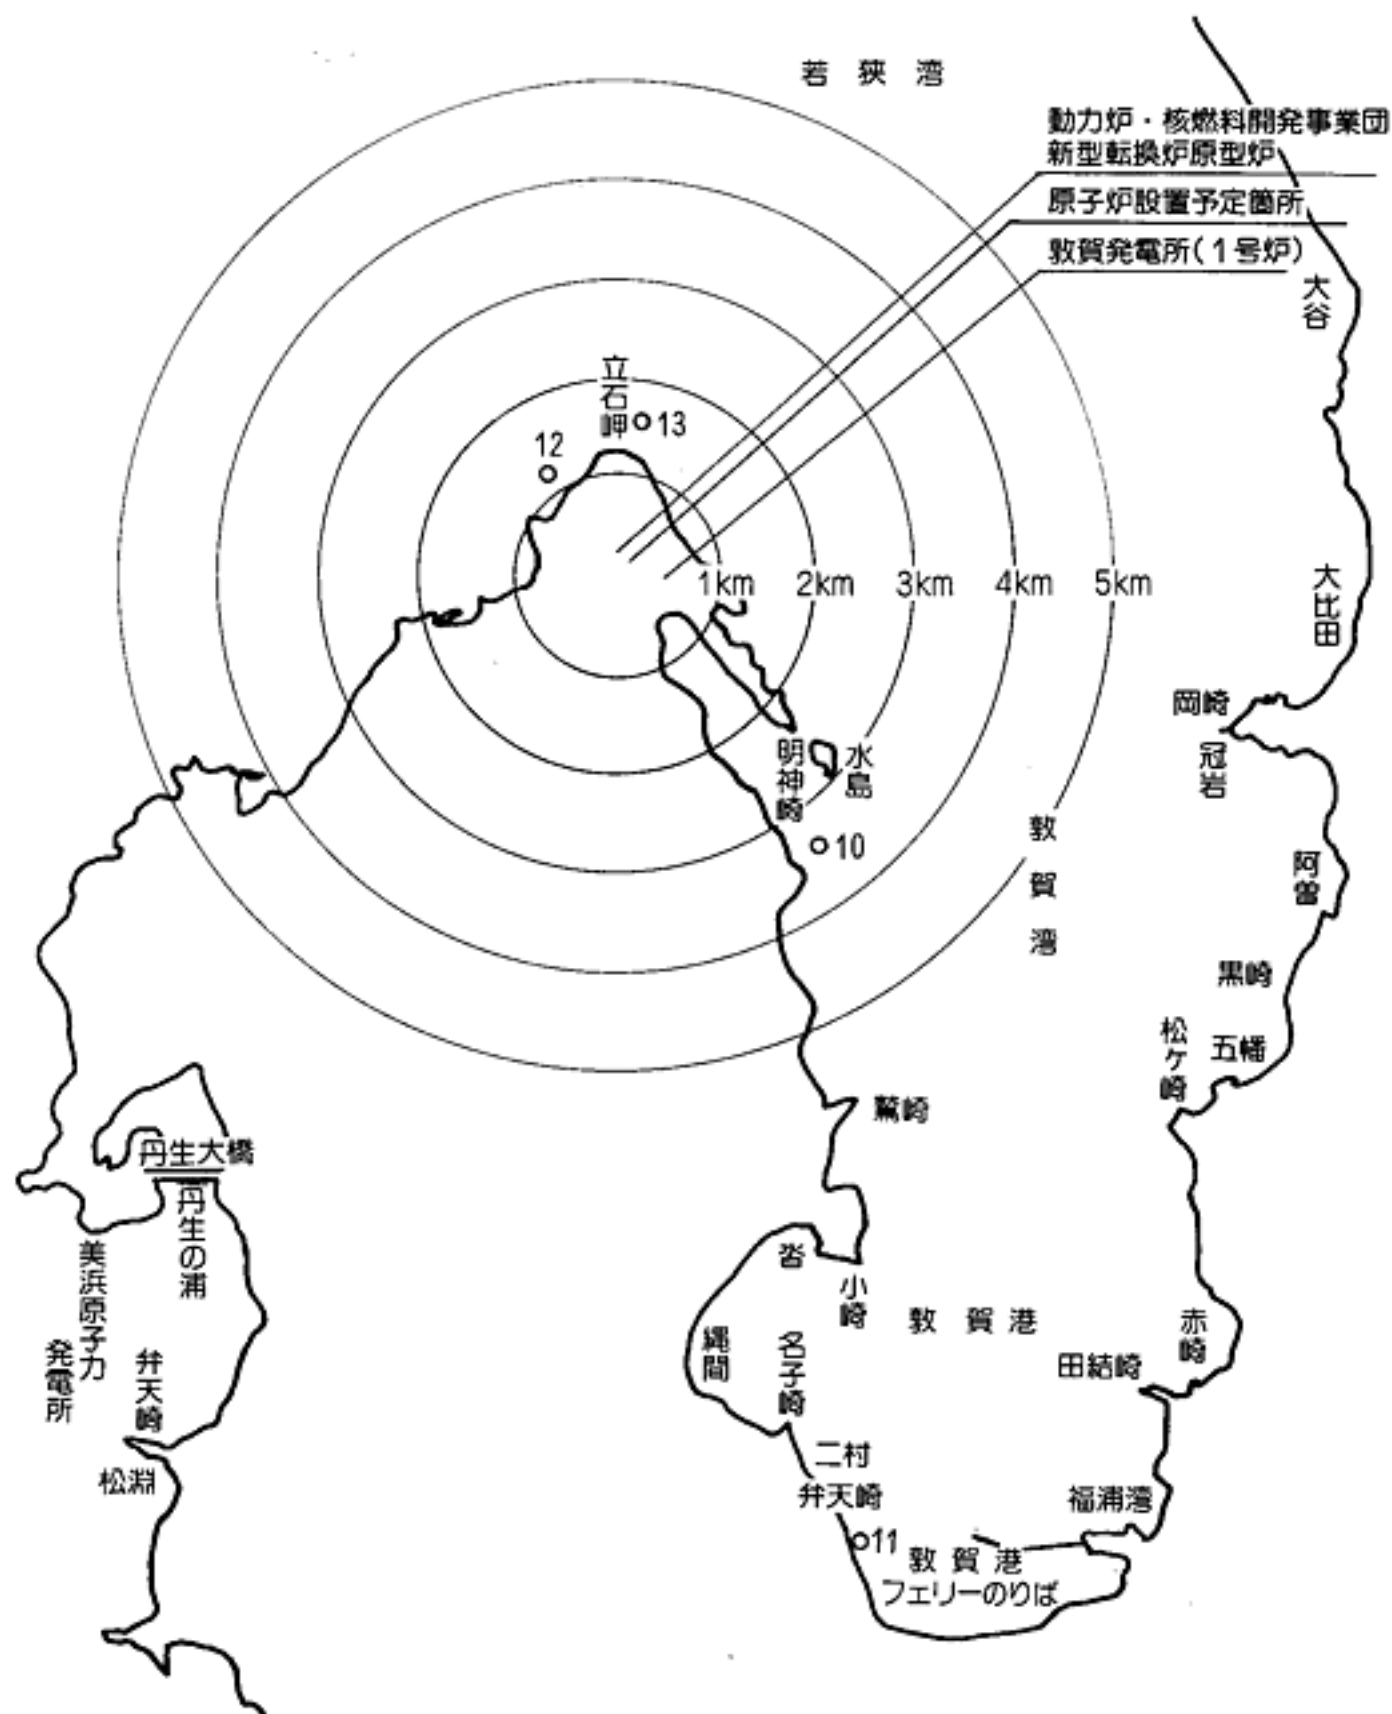 若狭湾
動力炉・核燃料開発事業団
新型転換炉原型炉
原子炉設置予定箇所
敦賀発電所(1号炉)
大谷
立石岬
13
12
1km
2km
3km
4km
5km
大比田
岡崎
冠岩
明神崎
水島
10
敦賀湾
阿曽
黒崎
松ヶ崎
五幡
鷲崎
丹生大橋
丹生の浦
美浜原子力
発電所
弁天崎
松淵
沓
小崎
縄間
名子崎
敦賀港
赤崎
田結崎
二村
弁天崎
福浦湾
11
敦賀港
フェリーのりば